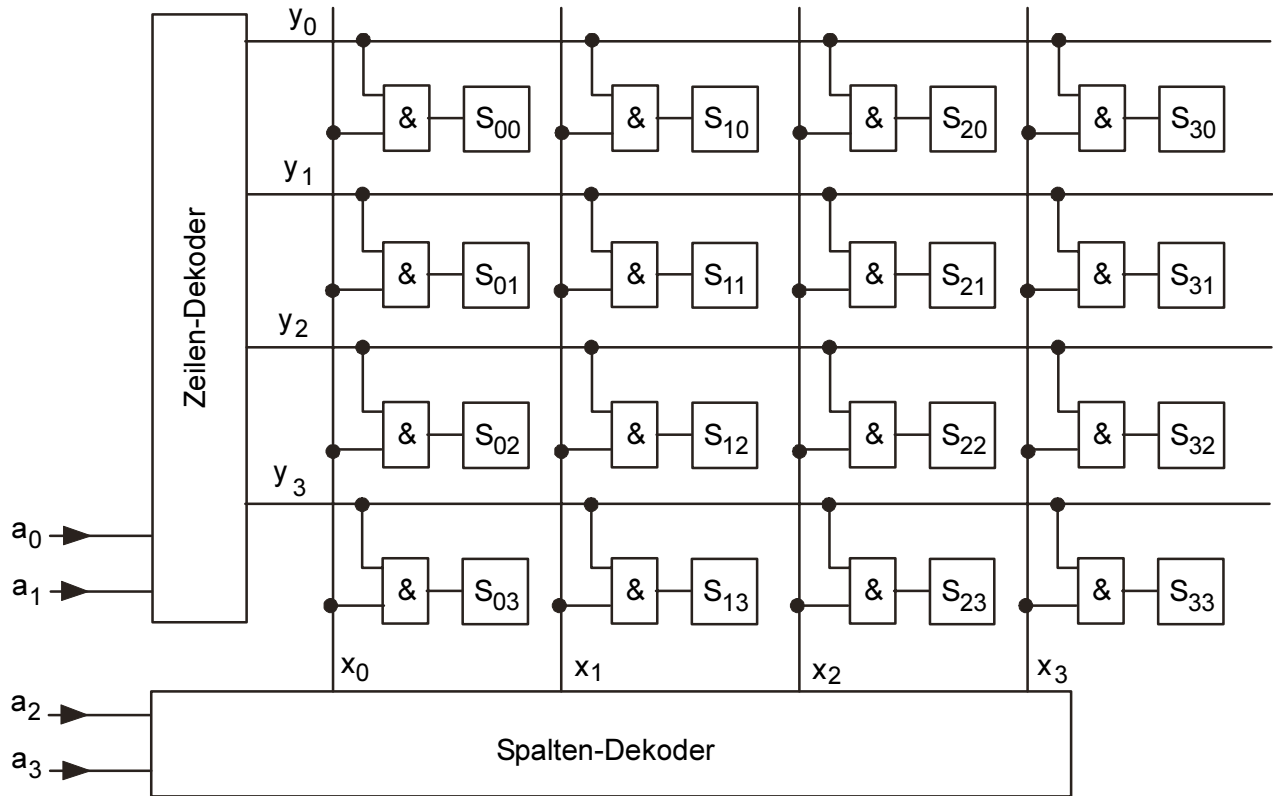 y0
& S00 & S10 & S20 & S30
y1
& S01 & S11 & S21 & S31
Zeilen-Dekoder
y2
& S02 & S12 & S22 & S32
y3
a0
a1
& S03 & S13 & S23 & S33
x0 x1 x2 x3
a2
a3
Spalten-Dekoder